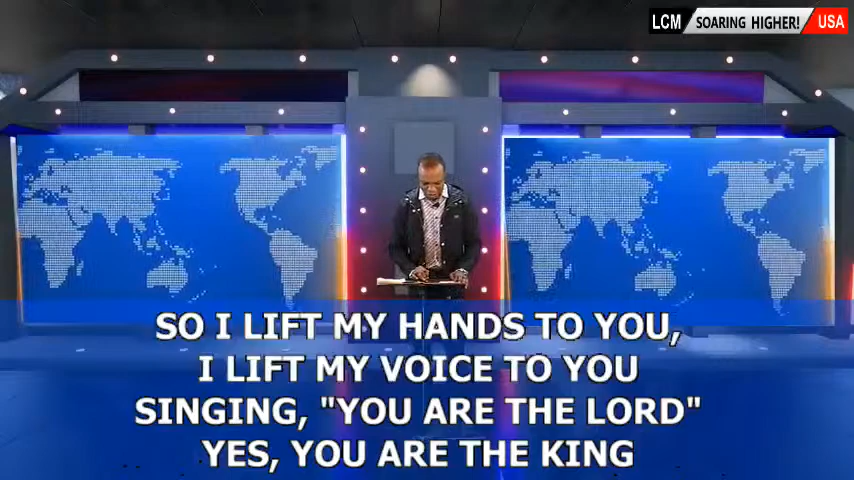 LCM SOARING HIGHER! USA
SO I LIFT MY HANDS TO YOU,
I LIFT MY VOICE TO YOU
SINGING, "YOU ARE THE LORD"
YES, YOU ARE THE KING